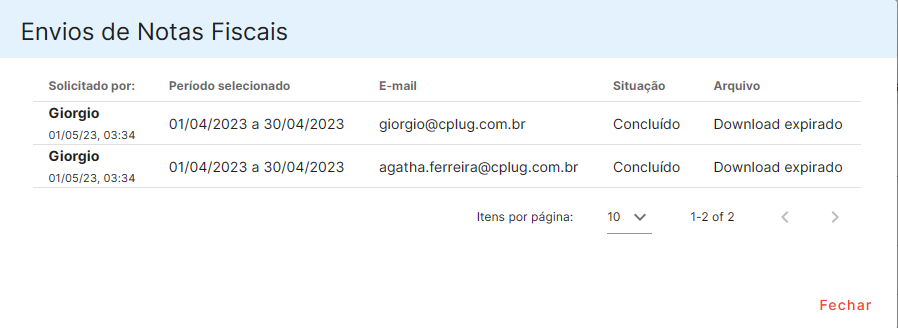 Envios de Notas Fiscais
Solicitado por: Período selecionado E-mail Situação Arquivo
Giorgio
01/05/23, 03:34 01/04/2023 a 30/04/2023 giorgio@cplug.com.br Concluído Download expirado
Giorgio
01/05/23, 03:34 01/04/2023 a 30/04/2023 agatha.ferreira@cplug.com.br Concluído Download expirado
Itens por página: 10 1-2 of 2
Fechar